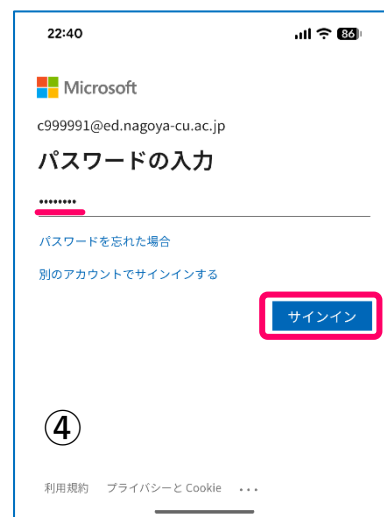 22:40 86
Microsoft
c999991@ed.nagoya-cu.ac.jp
パスワードの入力
••••••••
パスワードを忘れた場合
別のアカウントでサインインする
サインイン
④
利用規約 プライバシーと Cookie ・・・